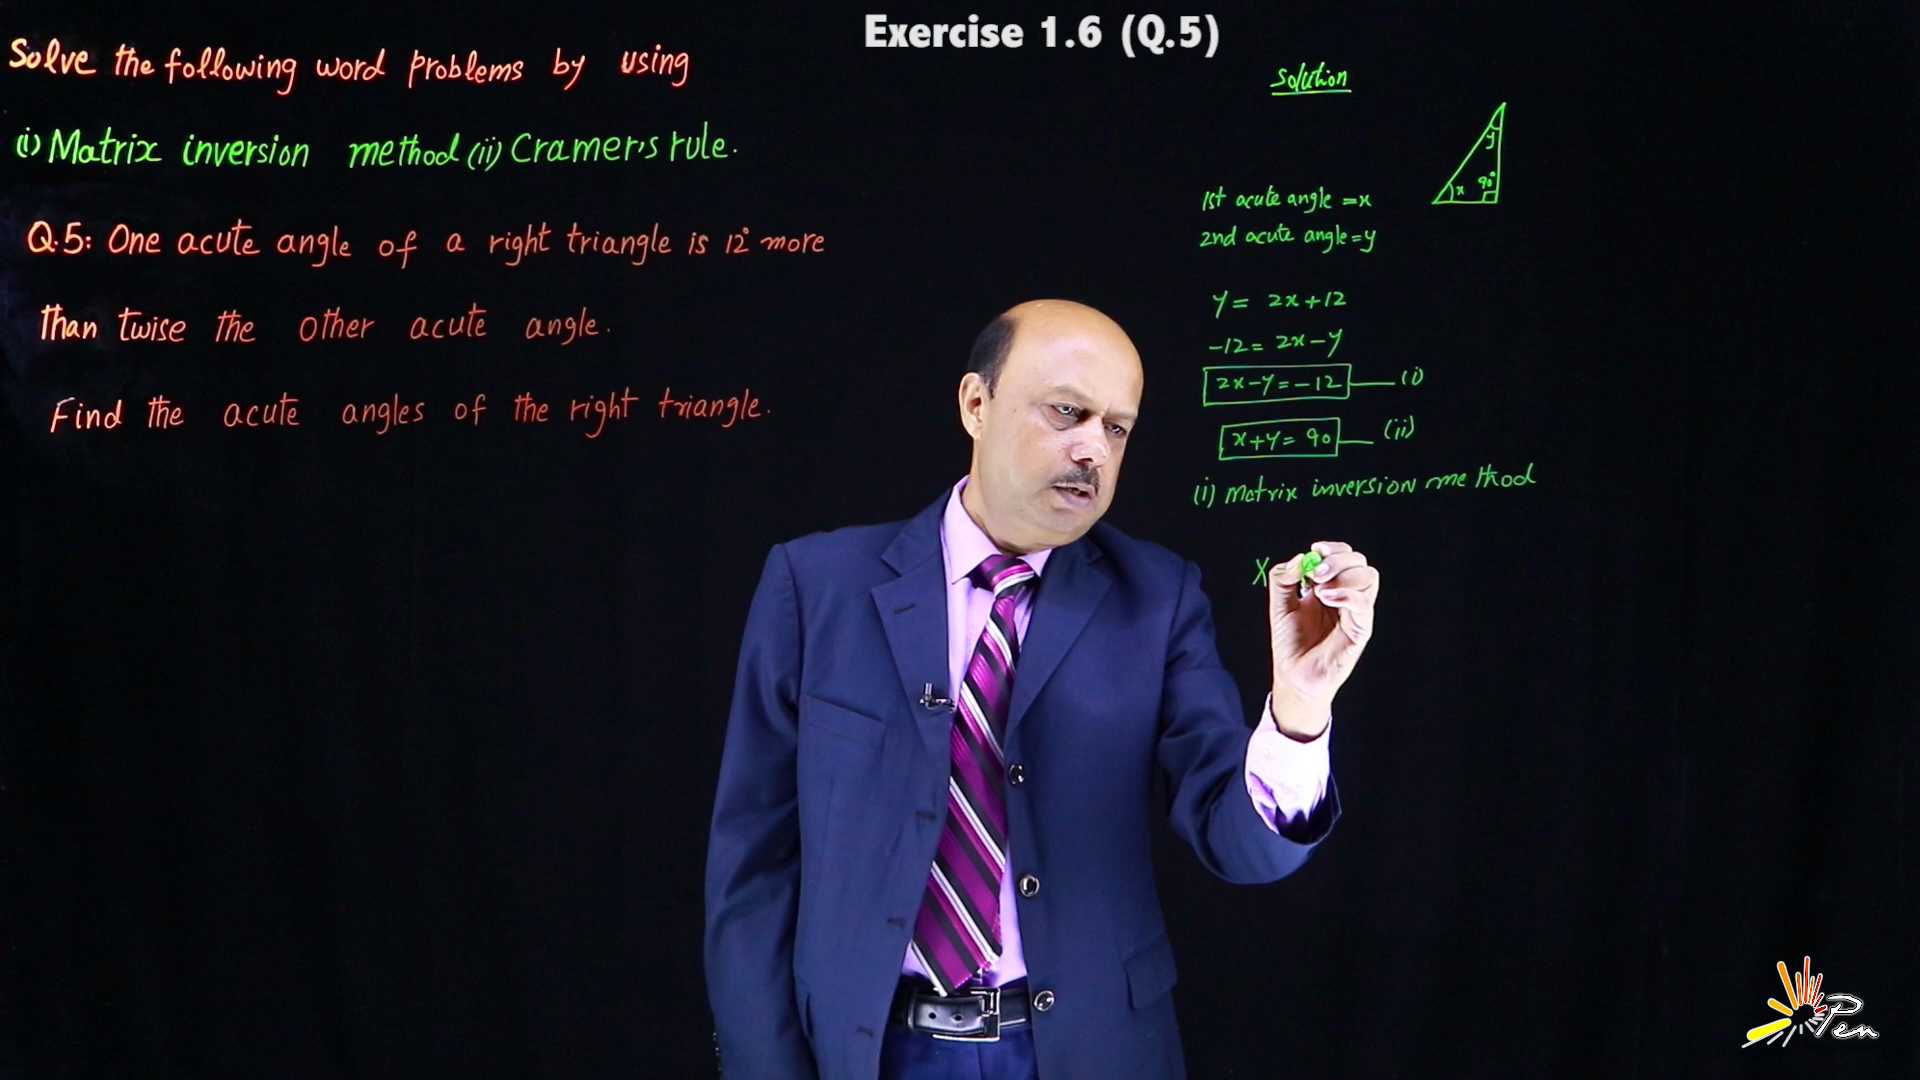 Exercise 1.6 (Q.5)
Solve the following word problems by using
(i) Matrix inversion method (ii) Cramer's rule.
Q.5: One acute angle of a right triangle is 12° more
than twise the other acute angle.
Find the acute angles of the right triangle.
Solution
y
x 90°
1st acute angle = x
2nd acute angle = y
y = 2x + 12
-12 = 2x - y
2x - y = -12 (i)
x + y = 90 (ii)
(i) Matrix inversion method
X
Pen